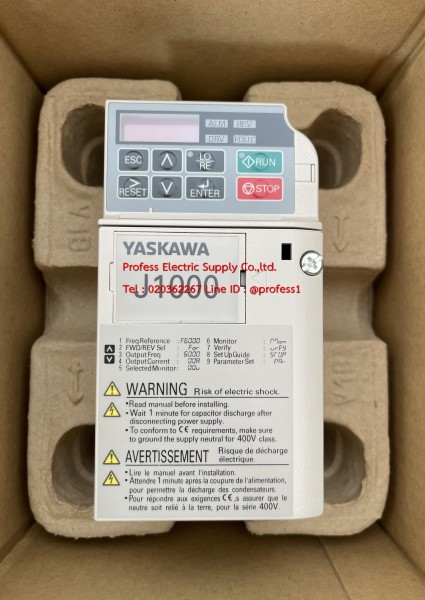 ALM REV
DRV FOUT
ESC
LO
RE
RUN
RESET
ENTER
STOP
YASKAWA
Profess Electric Supply Co.,ltd.
J1000
Tel : 020362267 Line ID : @profess1
1 Freq Reference : F6000 6 Monitor
2 FWD/REV Sel : For 7 Verify
3 Output Freq : 6000 8 Set Up Guide
4 Output Current : 00A 9 Parameter Set
5 Selected Monitor
WARNING Risk of electric shock.
•Read manual before installing.
•Wait 1 minute for capacitor discharge after
disconnecting power supply.
•To conform to CE requirements, make sure
to ground the supply neutral for 400V class.
AVERTISSEMENT Risque de décharge
électrique.
•Lire le manuel avant l'installation.
•Attendre 1 minute après la coupure de l'alimentation,
pour permettre la décharge des condensateurs.
•Pour répondre aux exigences CE ,s assurer que le
neutre soit relié à la terre, pour la série 400V.